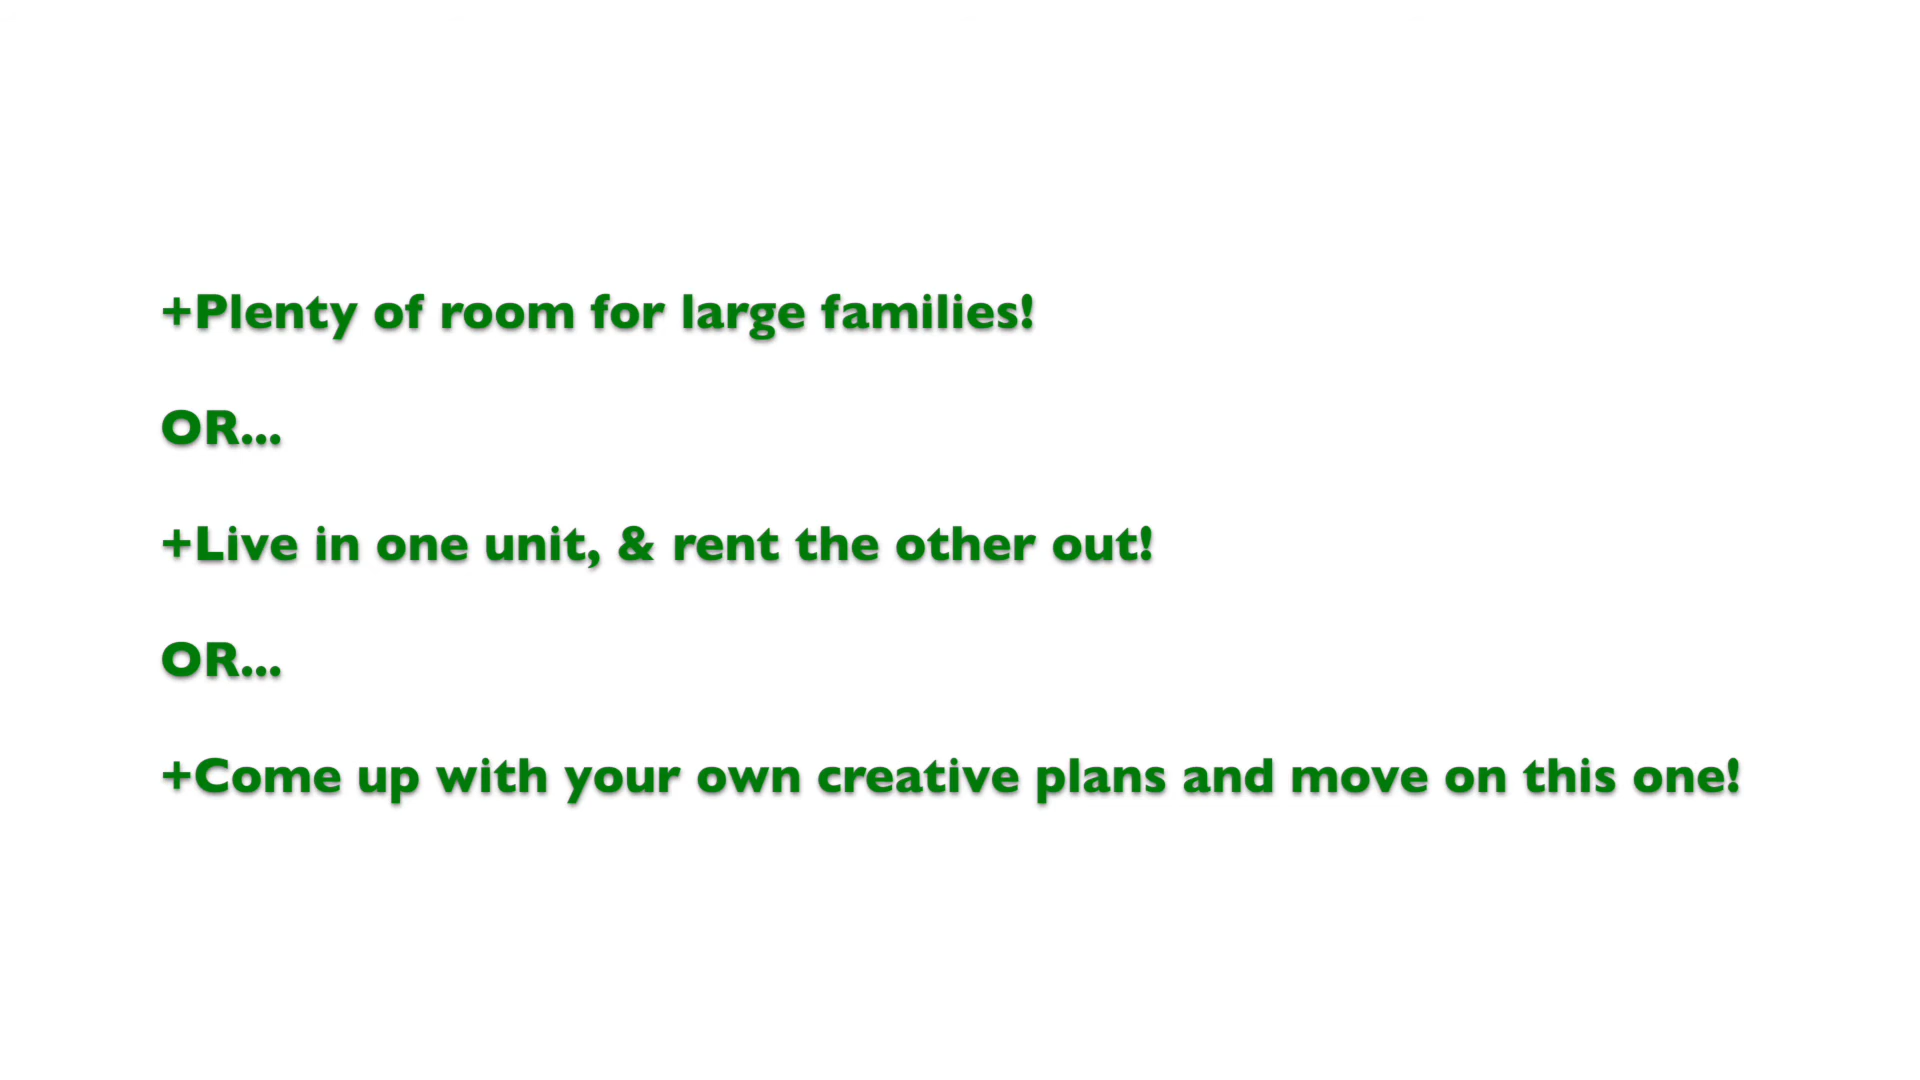 +Plenty of room for large families!
OR...
+Live in one unit, & rent the other out!
OR...
+Come up with your own creative plans and move on this one!